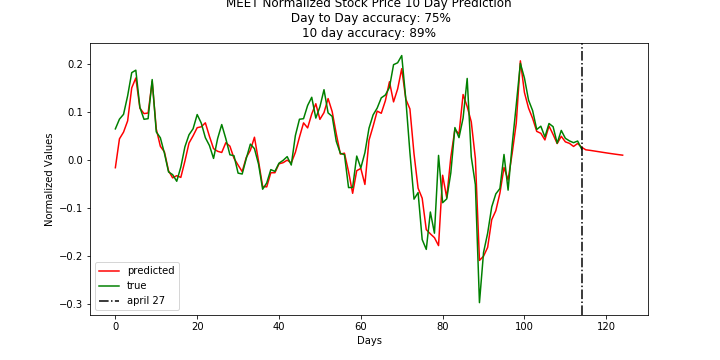 MEET Normalized Stock Price 10 Day Prediction
Day to Day accuracy: 75%
10 day accuracy: 89%
Normalized Values
0.2
0.1
0.0
−0.1
−0.2
−0.3
predicted
true
april 27
0
20
40
60
80
100
120
Days